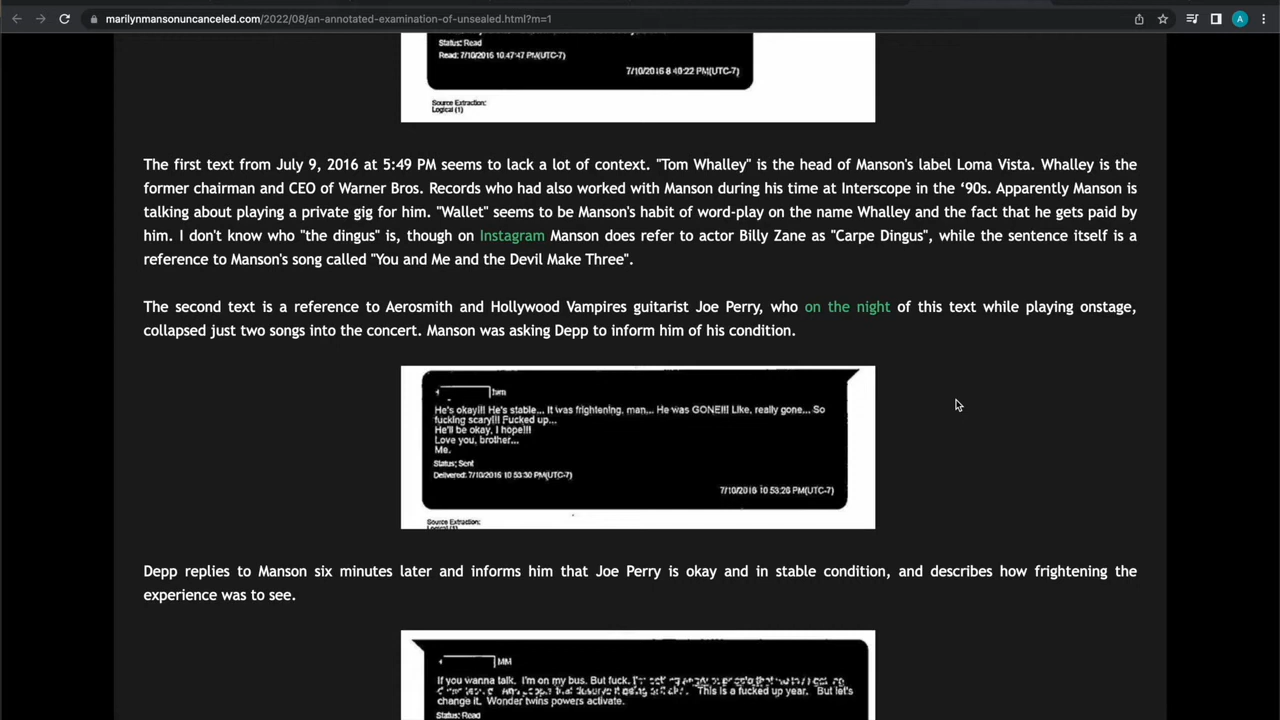 marilynmansonuncanceled.com/2022/08/an-annotated-examination-of-unsealed.html?m=1
A
Status: Read
Read: 7/10/2016 10:47:47 PM(UTC-7)
7/10/2016 8:40:22 PM(UTC-7)
Source Extraction:
Logical (1)
The first text from July 9, 2016 at 5:49 PM seems to lack a lot of context. "Tom Whalley" is the head of Manson's label Loma Vista. Whalley is the
former chairman and CEO of Warner Bros. Records who had also worked with Manson during his time at Interscope in the ‘90s. Apparently Manson is
talking about playing a private gig for him. "Wallet" seems to be Manson's habit of word-play on the name Whalley and the fact that he gets paid by
him. I don't know who "the dingus" is, though on Instagram Manson does refer to actor Billy Zane as "Carpe Dingus", while the sentence itself is a
reference to Manson's song called "You and Me and the Devil Make Three".
The second text is a reference to Aerosmith and Hollywood Vampires guitarist Joe Perry, who on the night of this text while playing onstage,
collapsed just two songs into the concert. Manson was asking Depp to inform him of his condition.
He's okay!!! He's stable... It was frightening, man... He was GONE!!! Like, really gone... So
fucking scary!!! Fucked up...
He'll be okay, I hope!!!
Love you, brother...
Me.
Status: Sent
Delivered: 7/10/2016 10:53:30 PM(UTC-7)
7/10/2016 10:53:26 PM(UTC-7)
Source Extraction:
Logical (1)
Depp replies to Manson six minutes later and informs him that Joe Perry is okay and in stable condition, and describes how frightening the
experience was to see.
MM
If you wanna talk. I'm on my bus. But fuck.
This is a fucked up year. But let's
change it. Wonder twins powers activate.
Status: Read